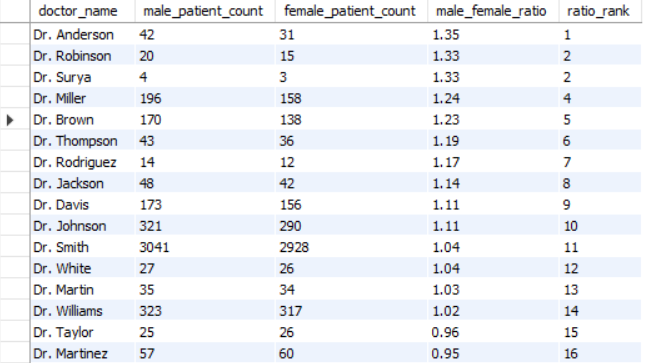 doctor_name male_patient_count female_patient_count male_female_ratio ratio_rank
Dr. Anderson 42 31 1.35 1
Dr. Robinson 20 15 1.33 2
Dr. Surya 4 3 1.33 2
Dr. Miller 196 158 1.24 4
Dr. Brown 170 138 1.23 5
Dr. Thompson 43 36 1.19 6
Dr. Rodriguez 14 12 1.17 7
Dr. Jackson 48 42 1.14 8
Dr. Davis 173 156 1.11 9
Dr. Johnson 321 290 1.11 10
Dr. Smith 3041 2928 1.04 11
Dr. White 27 26 1.04 12
Dr. Martin 35 34 1.03 13
Dr. Williams 323 317 1.02 14
Dr. Taylor 25 26 0.96 15
Dr. Martinez 57 60 0.95 16